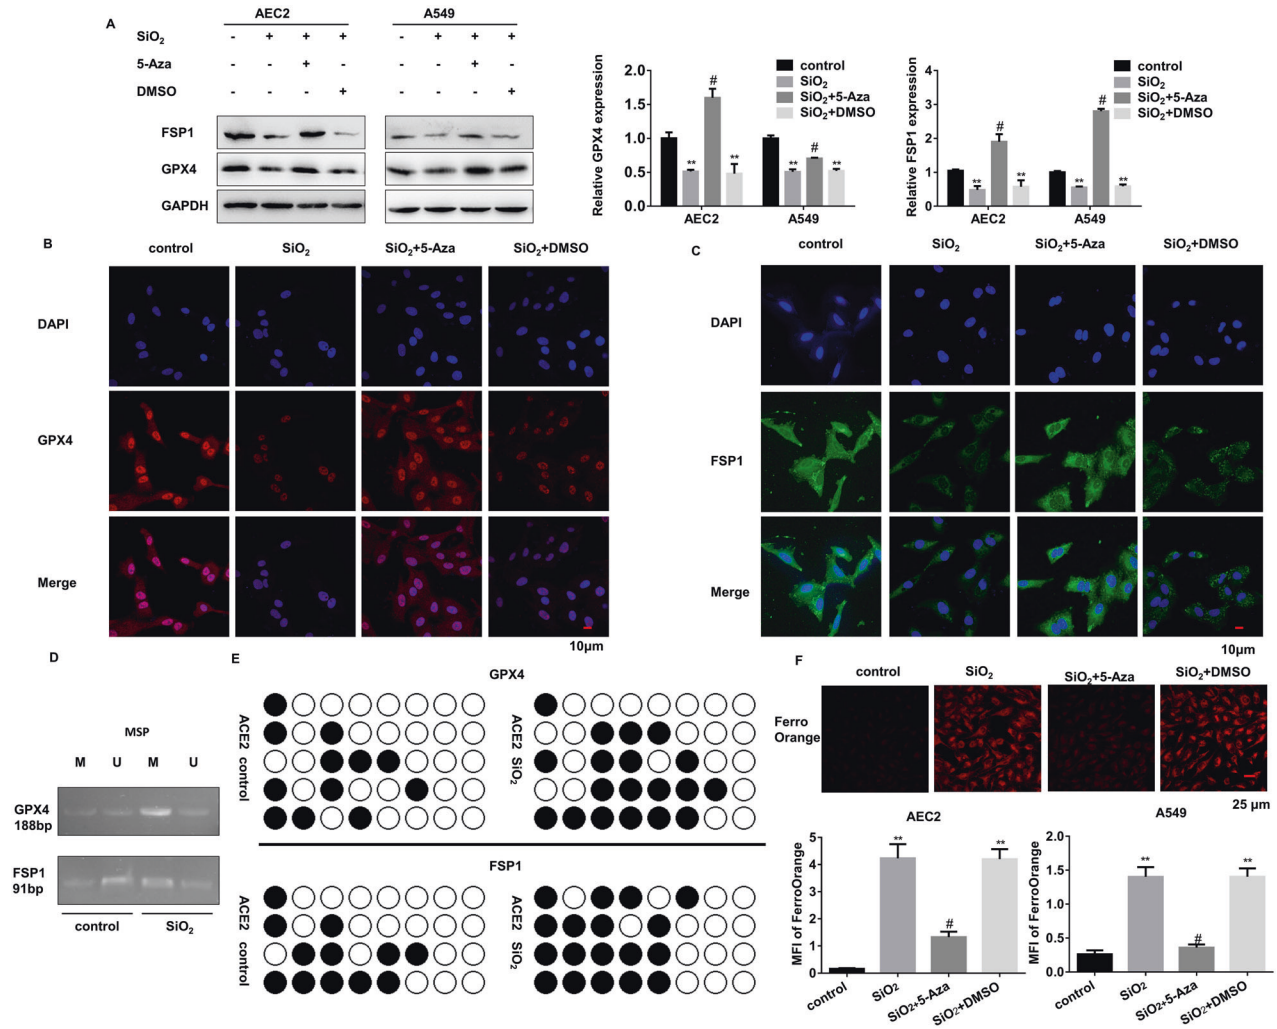 A
AEC2
A549
SiO₂ - + + + - + + +
5-Aza - - + - - - + -
DMSO - - - + - - - +
FSP1
GPX4
GAPDH
Relative GPX4 expression
2.0
1.5
1.0
0.5
0.0
control
SiO₂
SiO₂+5-Aza
SiO₂+DMSO
** # ** ** # **
AEC2 A549
Relative FSP1 expression
4
3
2
1
0
control
SiO₂
SiO₂+5-Aza
SiO₂+DMSO
** # ** ** # **
AEC2 A549
B
control SiO₂ SiO₂+5-Aza SiO₂+DMSO
DAPI
GPX4
Merge
10μm
C
control SiO₂ SiO₂+5-Aza SiO₂+DMSO
DAPI
FSP1
Merge
10μm
D
MSP
M U M U
GPX4
188bp
FSP1
91bp
control SiO₂
E
GPX4
ACE2 control
ACE2 SiO₂
FSP1
ACE2 control
ACE2 SiO₂
F
control SiO₂ SiO₂+5-Aza SiO₂+DMSO
Ferro
Orange
25 μm
AEC2
MFI of FerroOrange
5
4
3
2
1
0
** # **
control SiO₂ SiO₂+5-Aza SiO₂+DMSO
A549
MFI of FerroOrange
2.0
1.5
1.0
0.5
0.0
** # **
control SiO₂ SiO₂+5-Aza SiO₂+DMSO